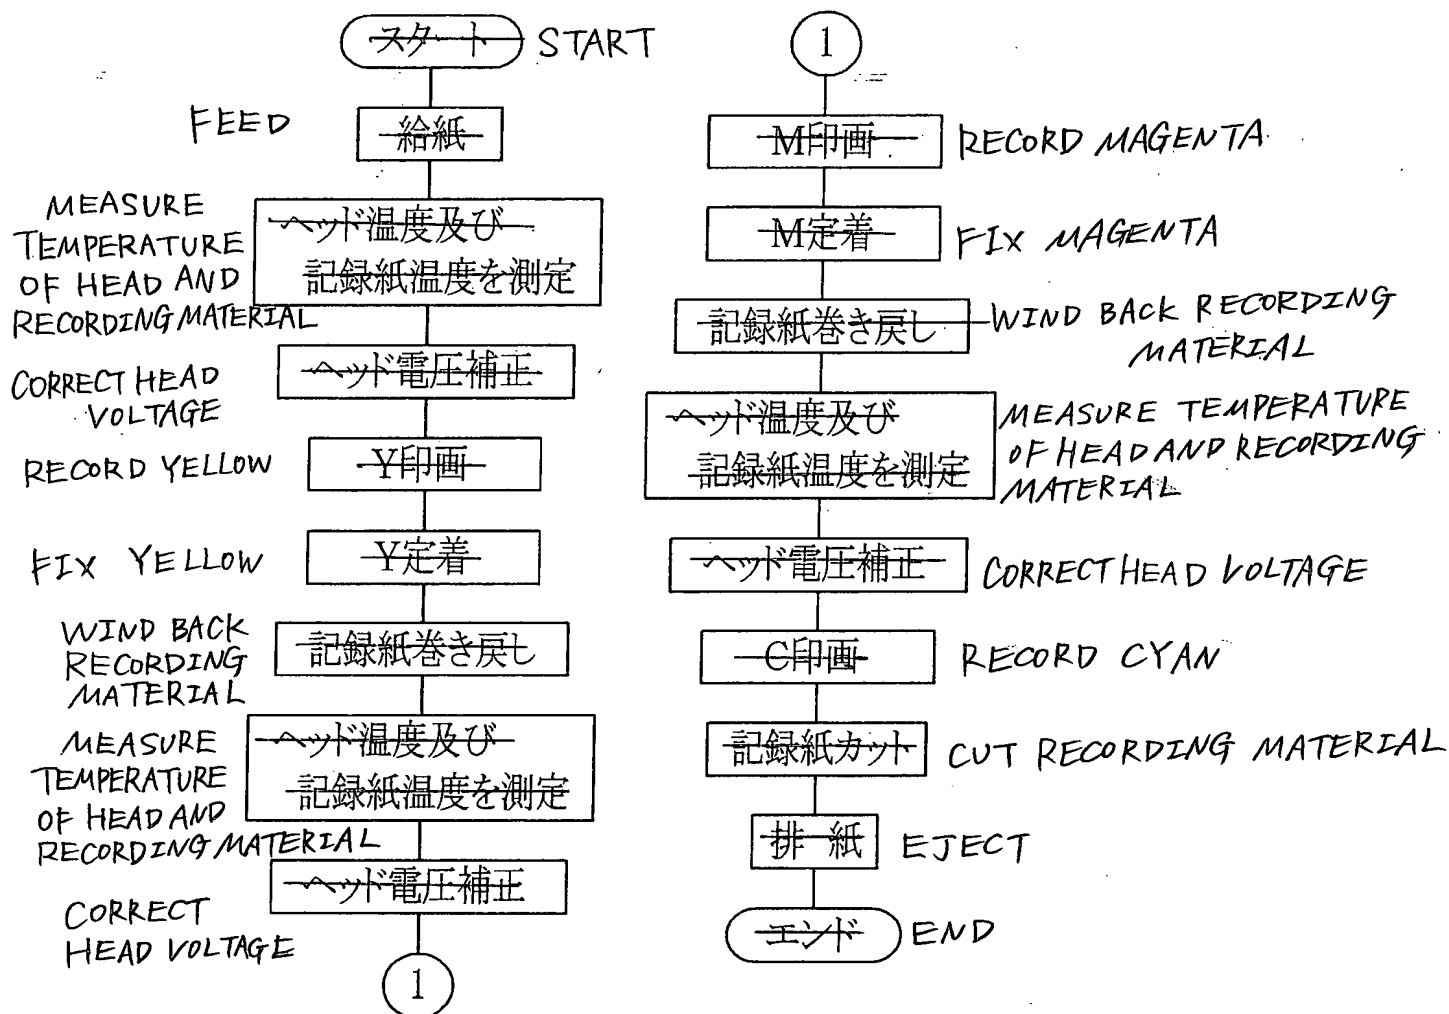 スタート START
FEED
給紙
MEASURE
TEMPERATURE
OF HEAD AND
RECORDING MATERIAL
ヘッド温度及び
記録紙温度を測定
CORRECT HEAD
VOLTAGE
ヘッド電圧補正
RECORD YELLOW
Y印画
FIX YELLOW
Y定着
WIND BACK
RECORDING
MATERIAL
記録紙巻き戻し
MEASURE
TEMPERATURE
OF HEAD AND
RECORDING MATERIAL
ヘッド温度及び
記録紙温度を測定
CORRECT
HEAD VOLTAGE
ヘッド電圧補正
1
1
M印画 RECORD MAGENTA
M定着 FIX MAGENTA
記録紙巻き戻し
WIND BACK RECORDING
MATERIAL
ヘッド温度及び
記録紙温度を測定
MEASURE TEMPERATURE
OF HEAD AND RECORDING
MATERIAL
ヘッド電圧補正 CORRECT HEAD VOLTAGE
C印画 RECORD CYAN
記録紙カット CUT RECORDING MATERIAL
排 紙 EJECT
エンド END